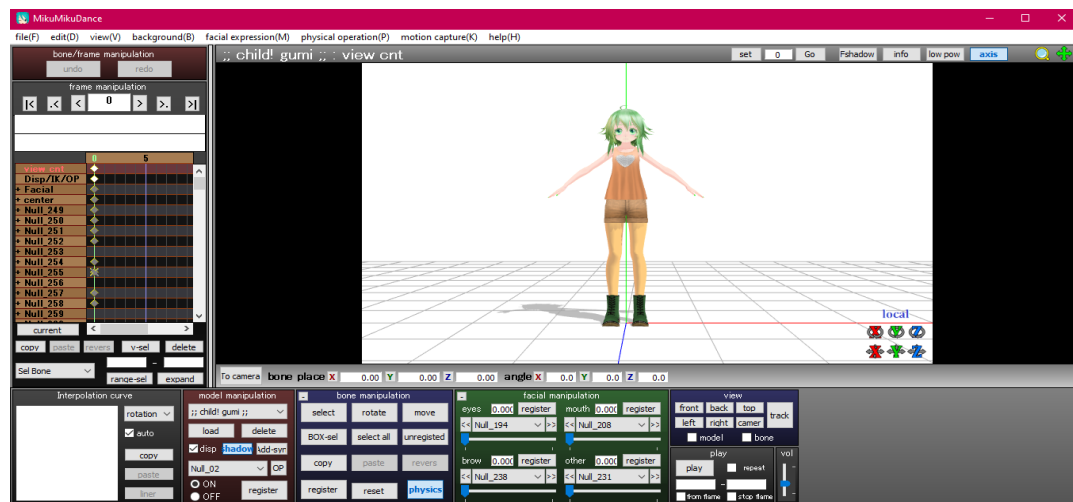 MikuMikuDance
file(F) edit(D) view(V) background(B) facial expression(M) physical operation(P) motion capture(K) help(H)
bone/frame manipulation
undo redo
frame manipulation
|< .< < 0 > >. >|
0 5
view cnt
Disp/IK/OP
+ Facial
+ center
+ Null_249
+ Null_250
+ Null_251
+ Null_252
+ Null_253
+ Null_254
+ Null_255
+ Null_256
+ Null_257
+ Null_258
+ Null_259
current < >
copy paste revers v-sel delete
Sel Bone -
range-sel expand
;; child! gumi ;; : view cnt
set 0 Go Fshadow info low pow axis
local
X Y Z
X Y Z
To camera bone place X 0.00 Y 0.00 Z 0.00 angle X 0.0 Y 0.0 Z 0.0
Interpolation curve
rotation
auto
copy
paste
liner
model manipulation
;; child! gumi ;;
load delete
disp shadow Add-syn
Null_02 OP
ON
OFF register
- bone manipulation
select rotate move
BOX-sel select all unregisted
copy paste revers
register reset physics
- facial manipulation
eyes 0.000 register mouth 0.000 register
<< Null_194 >> << Null_208 >>
brow 0.000 register other 0.000 register
<< Null_238 >> << Null_231 >>
view
front back top track
left right camer
model bone
play
play repeat
-
from flame stop flame
vol